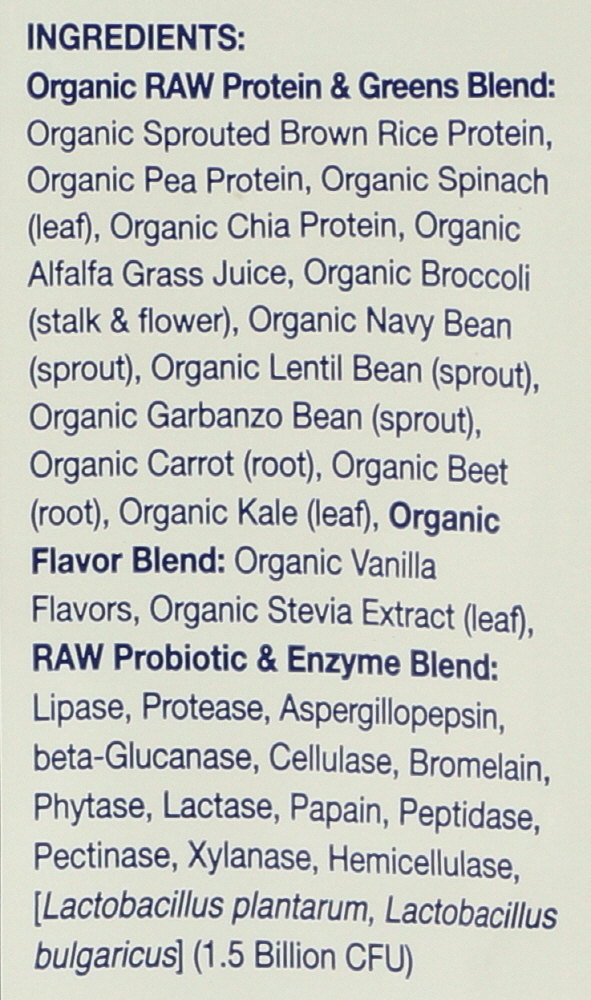 INGREDIENTS:
Organic RAW Protein & Greens Blend:
Organic Sprouted Brown Rice Protein,
Organic Pea Protein, Organic Spinach
(leaf), Organic Chia Protein, Organic
Alfalfa Grass Juice, Organic Broccoli
(stalk & flower), Organic Navy Bean
(sprout), Organic Lentil Bean (sprout),
Organic Garbanzo Bean (sprout),
Organic Carrot (root), Organic Beet
(root), Organic Kale (leaf), Organic
Flavor Blend: Organic Vanilla
Flavors, Organic Stevia Extract (leaf),
RAW Probiotic & Enzyme Blend:
Lipase, Protease, Aspergillopepsin,
beta-Glucanase, Cellulase, Bromelain,
Phytase, Lactase, Papain, Peptidase,
Pectinase, Xylanase, Hemicellulase,
[Lactobacillus plantarum, Lactobacillus
bulgaricus] (1.5 Billion CFU)